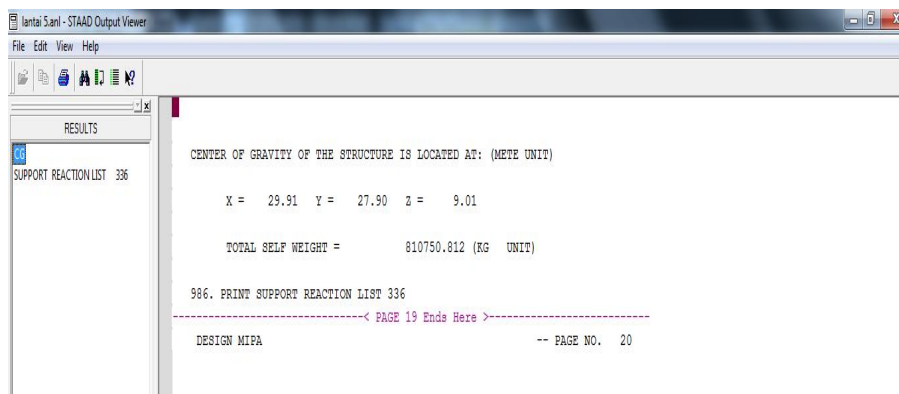 lantai 5.anl - STAAD Output Viewer
File Edit View Help
RESULTS
CG
SUPPORT REACTION LIST 336
CENTER OF GRAVITY OF THE STRUCTURE IS LOCATED AT: (METE UNIT)
X = 29.91 Y = 27.90 Z = 9.01
TOTAL SELF WEIGHT = 810750.812 (KG UNIT)
986. PRINT SUPPORT REACTION LIST 336
-------------------------------< PAGE 19 Ends Here >--------------------------
DESIGN MIPA -- PAGE NO. 20